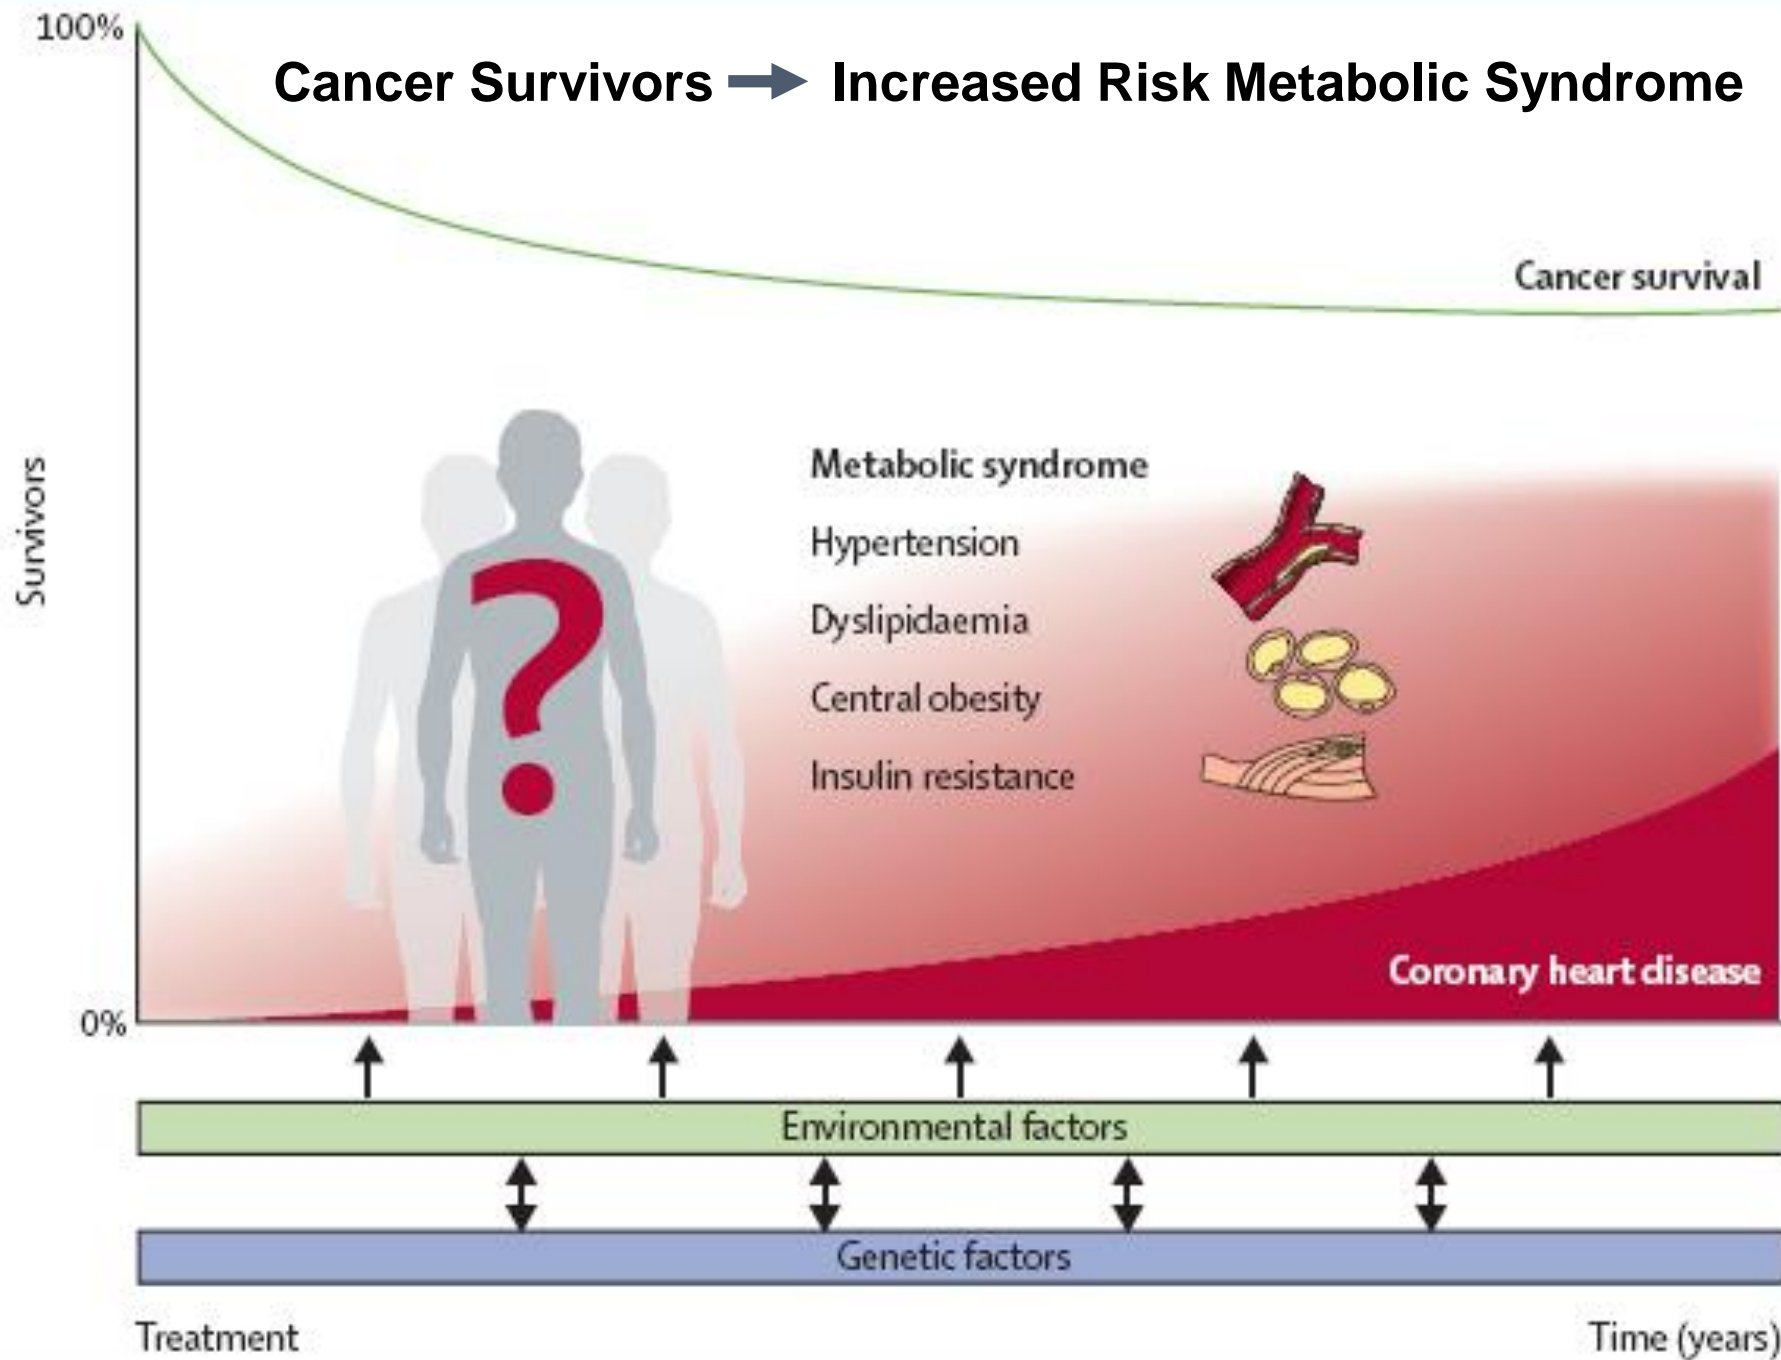 100%
Cancer Survivors → Increased Risk Metabolic Syndrome
Cancer survival
Survivors
Metabolic syndrome
Hypertension
Dyslipidaemia
Central obesity
Insulin resistance
?
Coronary heart disease
0%
Environmental factors
Genetic factors
Treatment
Time (years)